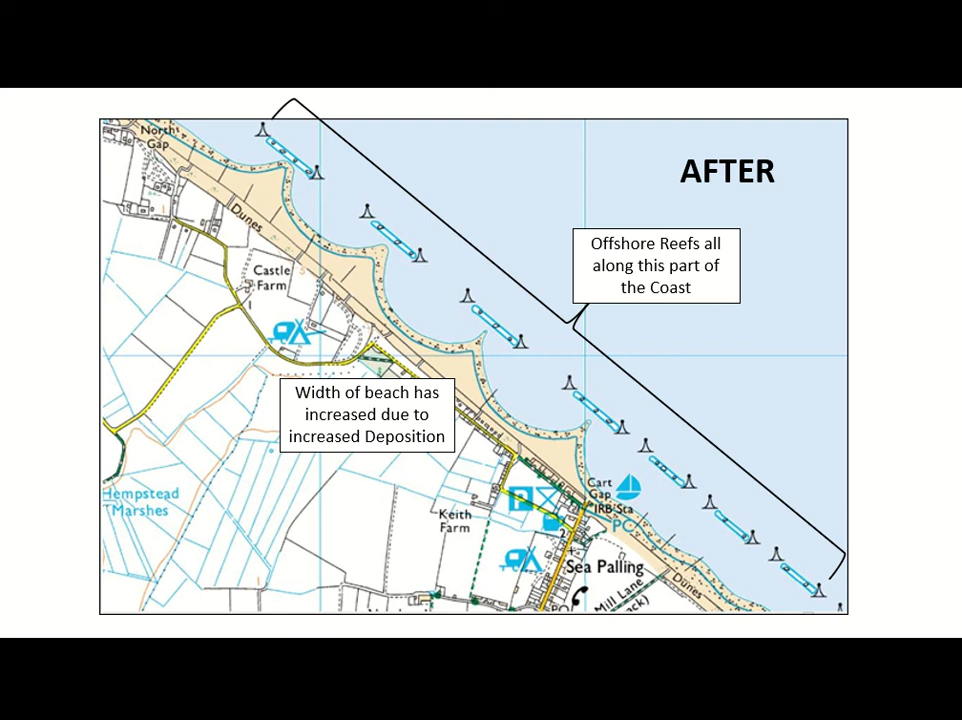 North
Gap
AFTER
Dunes
Offshore Reefs all
along this part of
the Coast
Castle
Farm
Width of beach has
increased due to
increased Deposition
Hempstead
Marshes
Cart
Gap
IRB Sta
P
PC
Keith
Farm
2
Sea Palling
Dunes
Mill Lane
PO